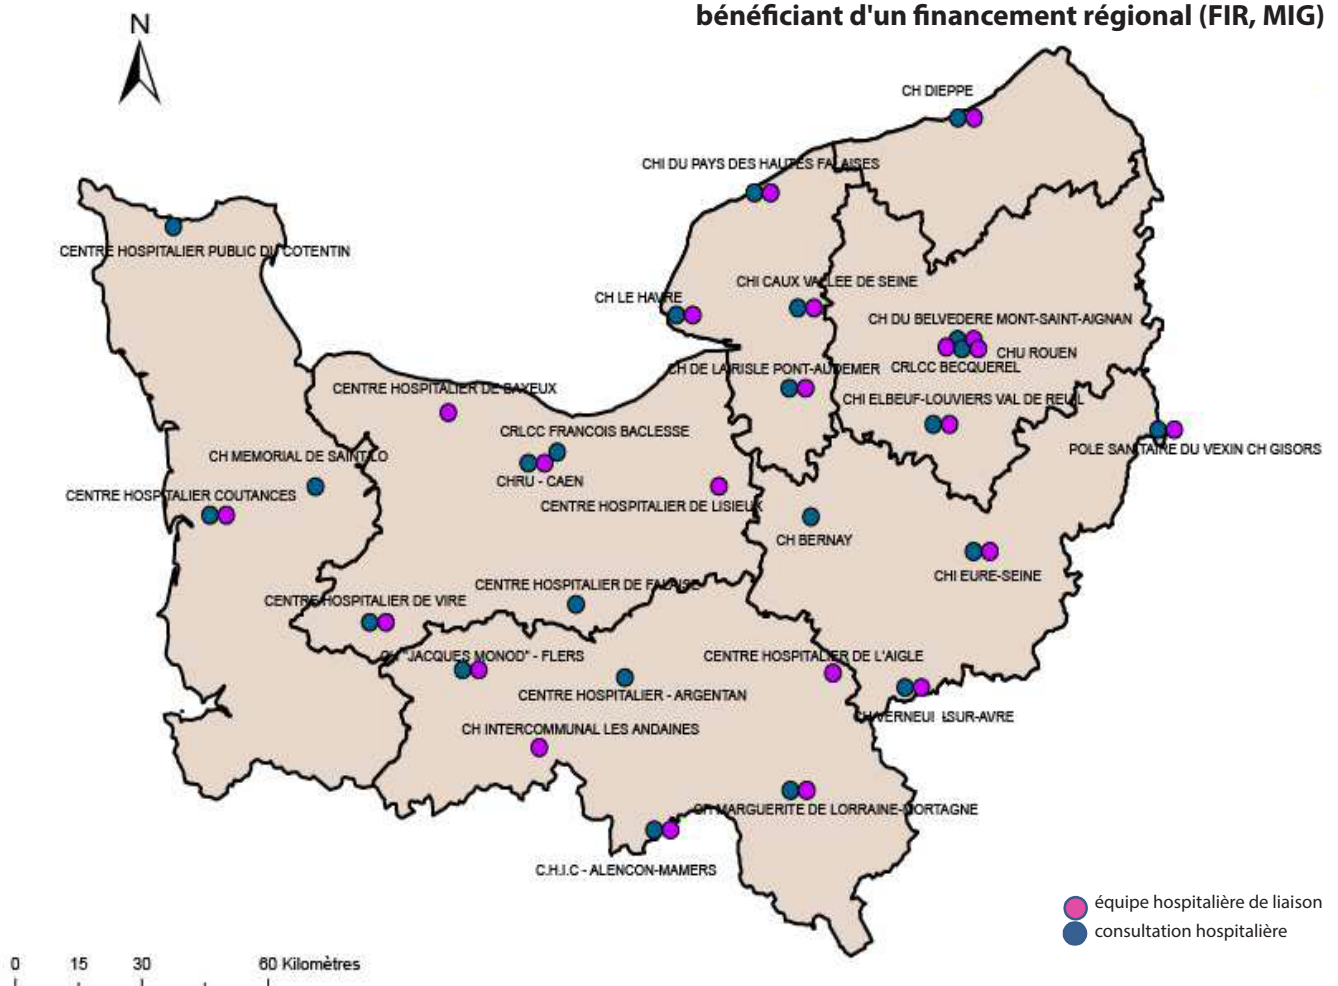 bénéficiant d'un financement régional (FIR, MIG)
N
CH DIEPPE
CHI DU PAYS DES HAUTES FALAISES
CENTRE HOSPITALIER PUBLIC DU COTENTIN
CHI CAUX VALLEE DE SEINE
CH LE HAVRE
CH DU BELVEDERE MONT-SAINT-AIGNAN
CHU ROUEN
CRLCC BECQUEREL
CH DE LA RISLE PONT-AUDEMER
CENTRE HOSPITALIER DE BAYEUX
CHI ELBEUF-LOUVIERS VAL DE REUIL
CRLCC FRANCOIS BACLESSE
POLE SANITAIRE DU VEXIN CH GISORS
CH MEMORIAL DE SAINT-LO
CHRU - CAEN
CENTRE HOSPITALIER COUTANCES
CENTRE HOSPITALIER DE LISIEUX
CH BERNAY
CHI EURE-SEINE
CENTRE HOSPITALIER DE FALAISE
CENTRE HOSPITALIER DE VIRE
CH "JACQUES MONOD" - FLERS
CENTRE HOSPITALIER DE L'AIGLE
CENTRE HOSPITALIER - ARGENTAN
CH VERNEUIL-SUR-AVRE
CH INTERCOMMUNAL LES ANDAINES
CH MARGUERITE DE LORRAINE-MORTAGNE
C.H.I.C - ALENCON-MAMERS
équipe hospitalière de liaison
consultation hospitalière
0 15 30 60 Kilomètres